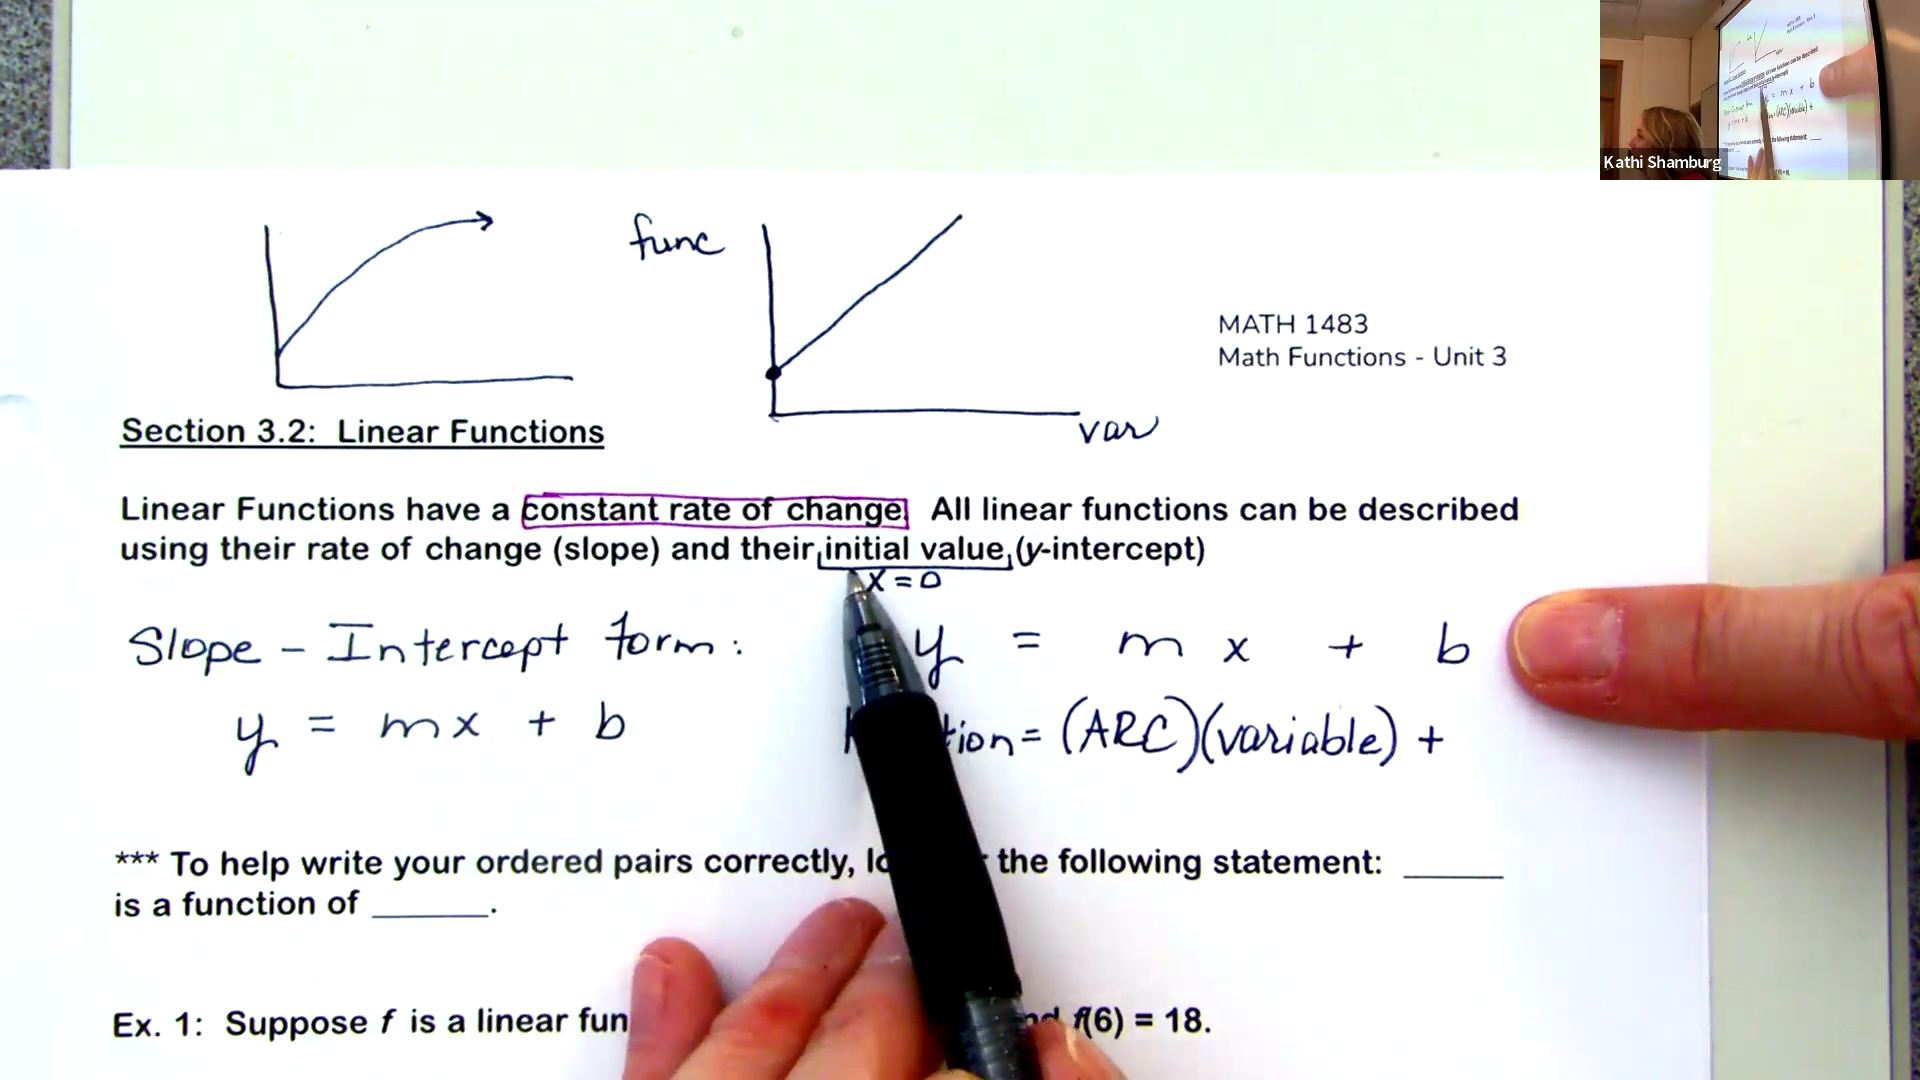 Kathi Shamburg
func
var
MATH 1483
Math Functions - Unit 3
Section 3.2: Linear Functions
Linear Functions have a constant rate of change. All linear functions can be described
using their rate of change (slope) and their initial value (y-intercept)
x = 0
Slope - Intercept form:
y = mx + b
y = m x + b
tion = (ARC)(variable) +
*** To help write your ordered pairs correctly, the following statement: ______
is a function of _______.
Ex. 1: Suppose f is a linear fun f(6) = 18.